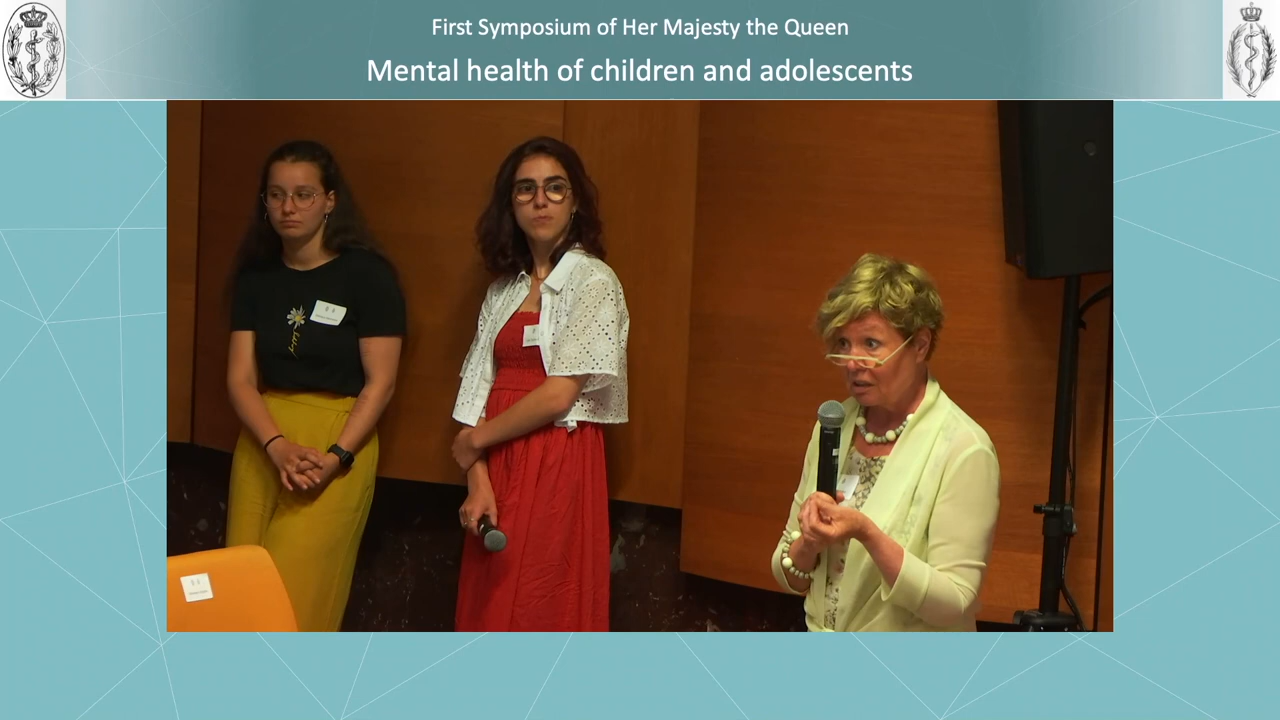 First Symposium of Her Majesty the Queen
Mental health of children and adolescents